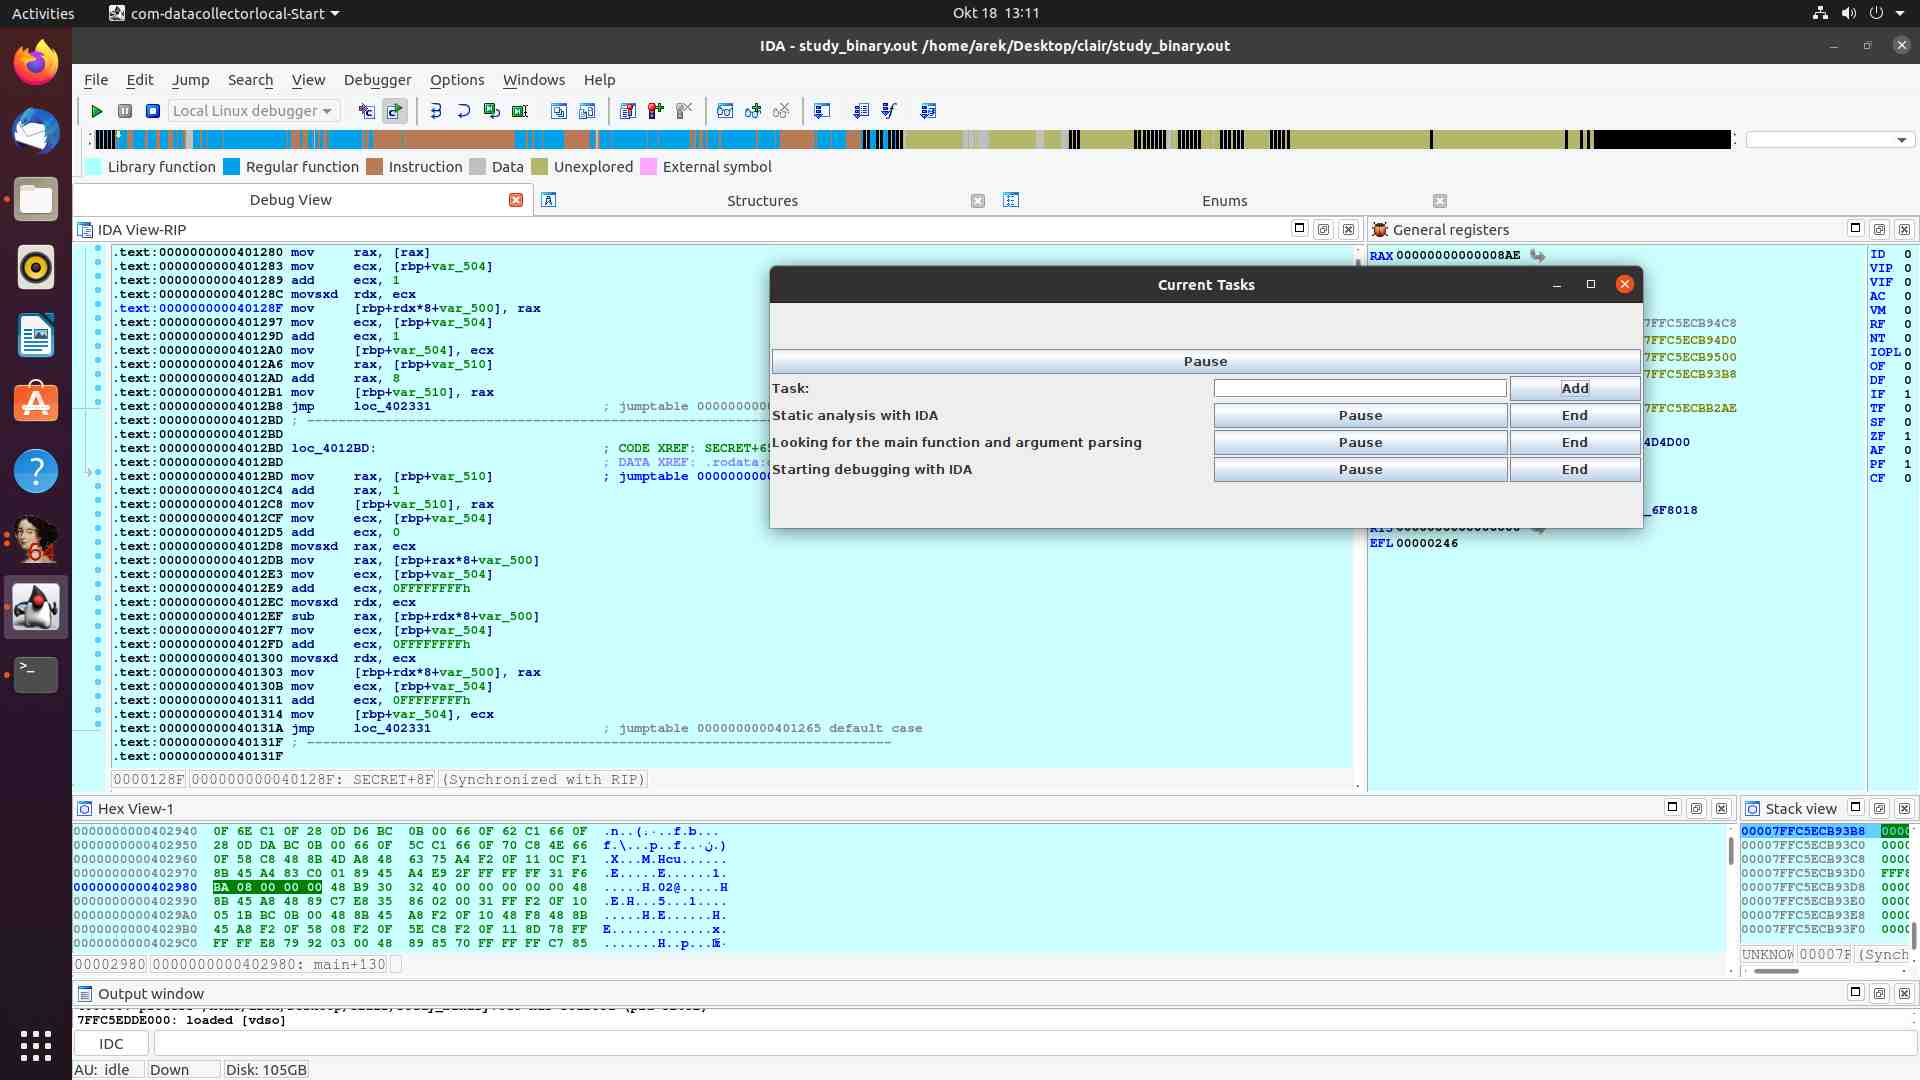 Activities
com-datacollectorlocal-Start
Okt 18 13:11
IDA - study_binary.out /home/arek/Desktop/clair/study_binary.out
File Edit Jump Search View Debugger Options Windows Help
Local Linux debugger
Library function Regular function Instruction Data Unexplored External symbol
Debug View
Structures
Enums
IDA View-RIP
.text:0000000000401280 mov rax, [rax]
.text:0000000000401283 mov ecx, [rbp+var_504]
.text:0000000000401289 add ecx, 1
.text:000000000040128C movsxd rdx, ecx
.text:000000000040128F mov [rbp+rdx*8+var_500], rax
.text:0000000000401297 mov ecx, [rbp+var_504]
.text:000000000040129D add ecx, 1
.text:00000000004012A0 mov [rbp+var_504], ecx
.text:00000000004012A6 mov rax, [rbp+var_510]
.text:00000000004012AD add rax, 8
.text:00000000004012B1 mov [rbp+var_510], rax
.text:00000000004012B8 jmp loc_402331 ; jumptable 00000000
.text:00000000004012BD ; ------------------------------------------------------------
.text:00000000004012BD
.text:00000000004012BD loc_4012BD: ; CODE XREF: SECRET+65
.text:00000000004012BD ; DATA XREF: .rodata:
.text:00000000004012BD mov rax, [rbp+var_510] ; jumptable 00000000
.text:00000000004012C4 add rax, 1
.text:00000000004012C8 mov [rbp+var_510], rax
.text:00000000004012CF mov ecx, [rbp+var_504]
.text:00000000004012D5 add ecx, 0
.text:00000000004012D8 movsxd rax, ecx
.text:00000000004012DB mov rax, [rbp+rax*8+var_500]
.text:00000000004012E3 mov ecx, [rbp+var_504]
.text:00000000004012E9 add ecx, 0FFFFFFFFh
.text:00000000004012EC movsxd rdx, ecx
.text:00000000004012EF sub rax, [rbp+rdx*8+var_500]
.text:00000000004012F7 mov ecx, [rbp+var_504]
.text:00000000004012FD add ecx, 0FFFFFFFFh
.text:0000000000401300 movsxd rdx, ecx
.text:0000000000401303 mov [rbp+rdx*8+var_500], rax
.text:000000000040130B mov ecx, [rbp+var_504]
.text:0000000000401311 add ecx, 0FFFFFFFFh
.text:0000000000401314 mov [rbp+var_504], ecx
.text:000000000040131A jmp loc_402331 ; jumptable 0000000000401265 default case
.text:000000000040131F ; ---------------------------------------------------------------------------
.text:000000000040131F
0000128F 000000000040128F: SECRET+8F (Synchronized with RIP)
Current Tasks
Pause
Task: Add
Static analysis with IDA Pause End
Looking for the main function and argument parsing Pause End
Starting debugging with IDA Pause End
General registers
RAX 00000000000008AE
7FFC5ECB94C8
7FFC5ECB94D0
7FFC5ECB9500
7FFC5ECB93B8
7FFC5ECBB2AE
4D4D00
_6F8018
EFL 00000246
ID 0
VIP 0
VIF 0
AC 0
VM 0
RF 0
NT 0
IOPL 0
OF 0
DF 0
IF 1
TF 0
SF 0
ZF 1
AF 0
PF 1
CF 0
Hex View-1
0000000000402940 0F 6E C1 0F 28 0D D6 BC 0B 00 66 0F 62 C1 66 0F
0000000000402950 28 0D DA BC 0B 00 66 0F 5C C1 66 0F 70 C8 4E 66
0000000000402960 0F 58 C8 48 8B 4D A8 48 63 75 A4 F2 0F 11 0C F1 .X...M.Hcu......
0000000000402970 8B 45 A4 83 C0 01 89 45 A4 E9 2F FF FF FF 31 F6
0000000000402980 BA 08 00 00 00 48 B9 30 32 40 00 00 00 00 00 48 .....H.02@.....H
0000000000402990 8B 45 A8 48 89 C7 E8 35 86 02 00 31 FF F2 0F 10 .E.H...5...1....
00000000004029A0 05 1B BC 0B 00 48 8B 45 A8 F2 0F 10 48 F8 48 8B .....H.E....H.H.
00000000004029B0 45 A8 F2 0F 58 08 F2 0F 5E C8 F2 0F 11 8D 78 FF
00000000004029C0 FF FF E8 79 92 03 00 48 89 85 70 FF FF FF C7 85
00002980 0000000000402980: main+130
Stack view
00007FFC5ECB93B8 0000
00007FFC5ECB93C0 0000
00007FFC5ECB93C8 0000
00007FFC5ECB93D0 FFF8
00007FFC5ECB93D8 0000
00007FFC5ECB93E0 0000
00007FFC5ECB93E8 0000
00007FFC5ECB93F0 0000
UNKNOW 00007F (Synch
Output window
7FFC5EDDE000: loaded [vdso]
IDC
AU: idle Down Disk: 105GB